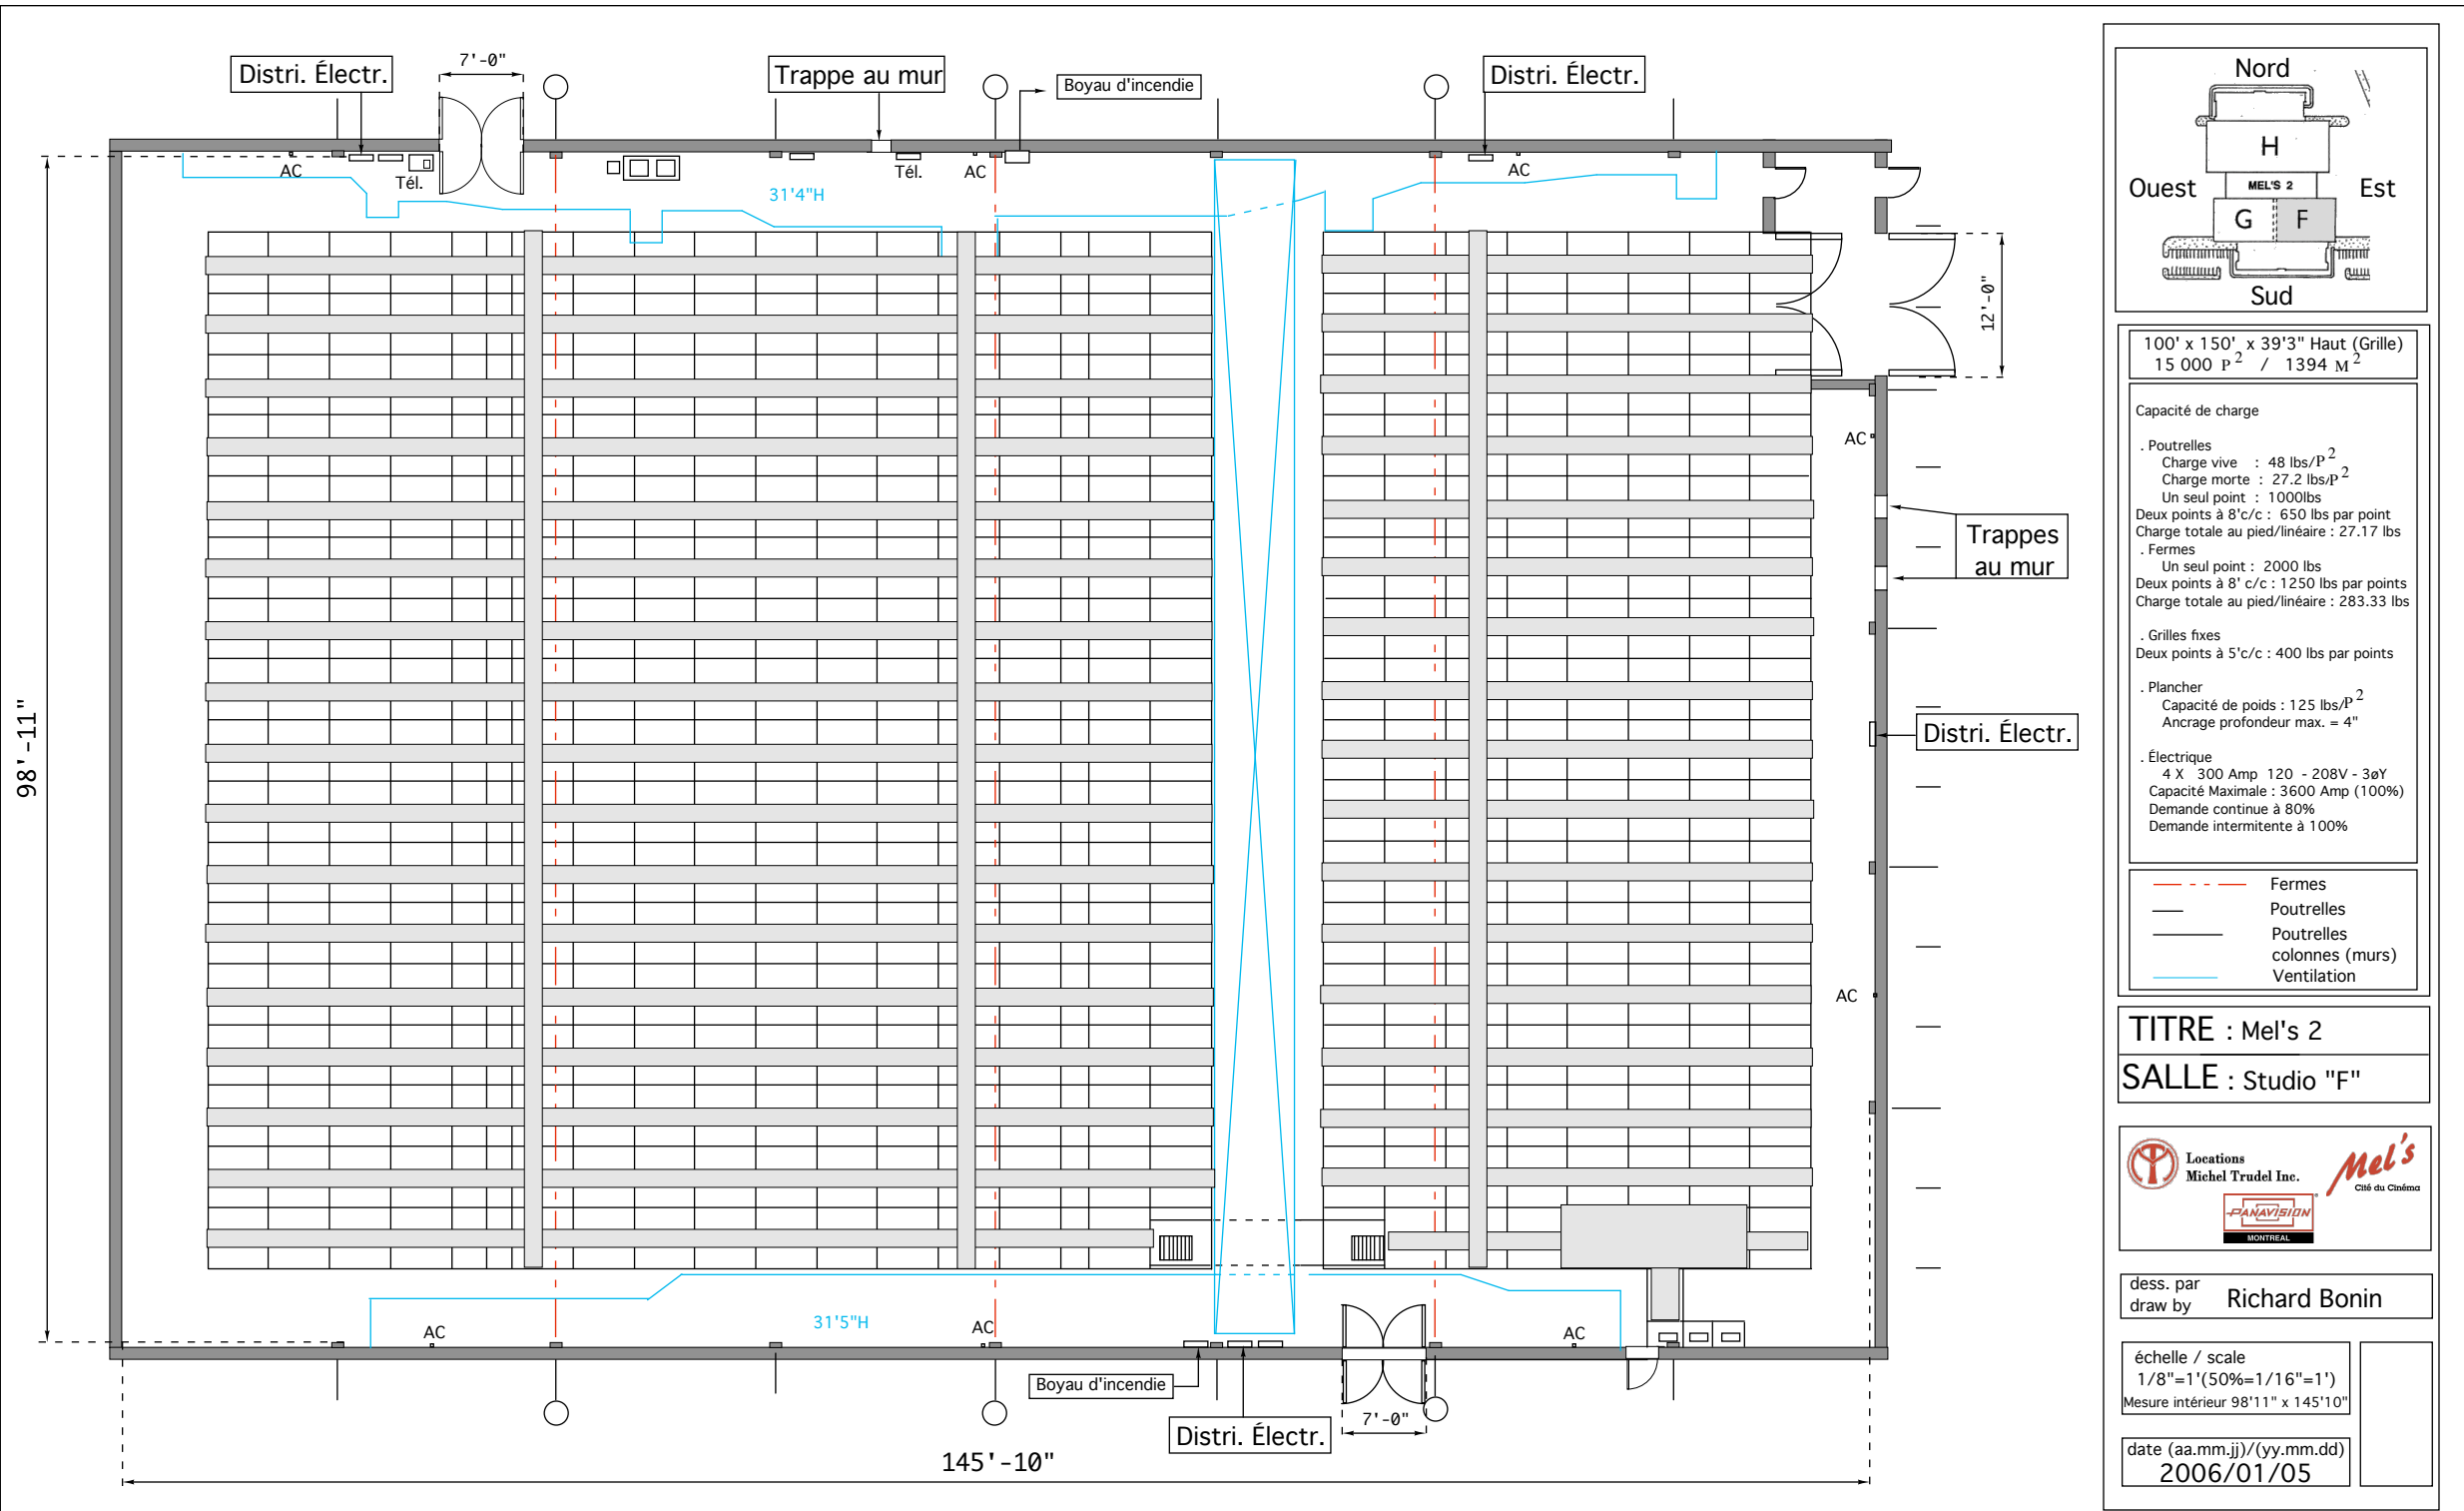 Distri. Électr.
7'-0"
Trappe au mur
Boyau d'incendie
Distri. Électr.
AC
Tél.
31'4"H
Tél.
AC
AC
12'-0"
98'-11"
AC
Trappes
au mur
Distri. Électr.
AC
31'5"H
AC
AC
AC
Boyau d'incendie
Distri. Électr.
7'-0"
145'-10"
Nord
H
Ouest
MEL'S 2
Est
G
F
Sud
100' x 150' x 39'3" Haut (Grille)
15 000 P² / 1394 M²
Capacité de charge
. Poutrelles
Charge vive : 48 lbs/P²
Charge morte : 27.2 lbs/P²
Un seul point : 1000lbs
Deux points à 8'c/c : 650 lbs par point
Charge totale au pied/linéaire : 27.17 lbs
. Fermes
Un seul point : 2000 lbs
Deux points à 8' c/c : 1250 lbs par points
Charge totale au pied/linéaire : 283.33 lbs
. Grilles fixes
Deux points à 5'c/c : 400 lbs par points
. Plancher
Capacité de poids : 125 lbs/P²
Ancrage profondeur max. = 4"
. Électrique
4 X 300 Amp 120 - 208V - 3øY
Capacité Maximale : 3600 Amp (100%)
Demande continue à 80%
Demande intermitente à 100%
Fermes
Poutrelles
Poutrelles
colonnes (murs)
Ventilation
TITRE : Mel's 2
SALLE : Studio "F"
Locations
Michel Trudel Inc.
Mel's
Cité du Cinéma
PANAVISION
MONTREAL
dess. par
draw by
Richard Bonin
échelle / scale
1/8"=1'(50%=1/16"=1')
Mesure intérieur 98'11" x 145'10"
date (aa.mm.jj)/(yy.mm.dd)
2006/01/05